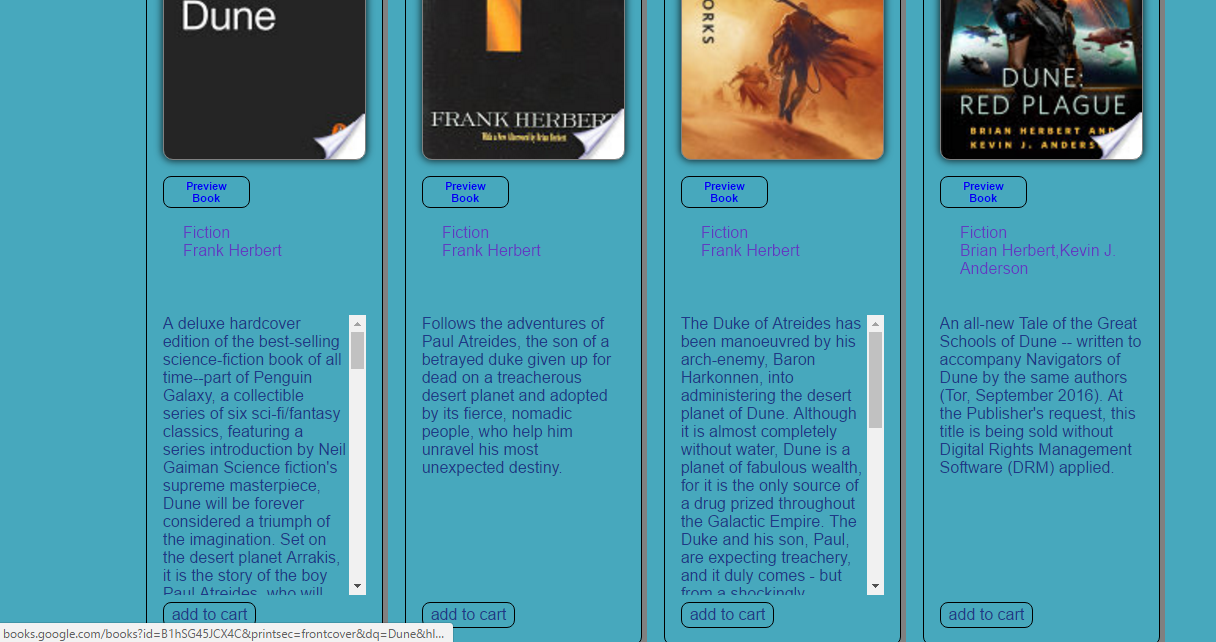 Dune
FRANK HERBERT
With a New Afterword by Brian Herbert
ORKS
DUNE:
RED PLAGUE
BRIAN HERBERT AND
KEVIN J. ANDERS
Preview
Book
Preview
Book
Preview
Book
Preview
Book
Fiction
Frank Herbert
Fiction
Frank Herbert
Fiction
Frank Herbert
Fiction
Brian Herbert,Kevin J.
Anderson
A deluxe hardcover
edition of the best-selling
science-fiction book of all
time--part of Penguin
Galaxy, a collectible
series of six sci-fi/fantasy
classics, featuring a
series introduction by Neil
Gaiman Science fiction's
supreme masterpiece,
Dune will be forever
considered a triumph of
the imagination. Set on
the desert planet Arrakis,
it is the story of the boy
Paul Atreides, who will
Follows the adventures of
Paul Atreides, the son of a
betrayed duke given up for
dead on a treacherous
desert planet and adopted
by its fierce, nomadic
people, who help him
unravel his most
unexpected destiny.
The Duke of Atreides has
been manoeuvred by his
arch-enemy, Baron
Harkonnen, into
administering the desert
planet of Dune. Although
it is almost completely
without water, Dune is a
planet of fabulous wealth,
for it is the only source of
a drug prized throughout
the Galactic Empire. The
Duke and his son, Paul,
are expecting treachery,
and it duly comes - but
from a shockingly
An all-new Tale of the Great
Schools of Dune -- written to
accompany Navigators of
Dune by the same authors
(Tor, September 2016). At
the Publisher's request, this
title is being sold without
Digital Rights Management
Software (DRM) applied.
add to cart
add to cart
add to cart
add to cart
books.google.com/books?id=B1hSG45JCX4C&printsec=frontcover&dq=Dune&hl...